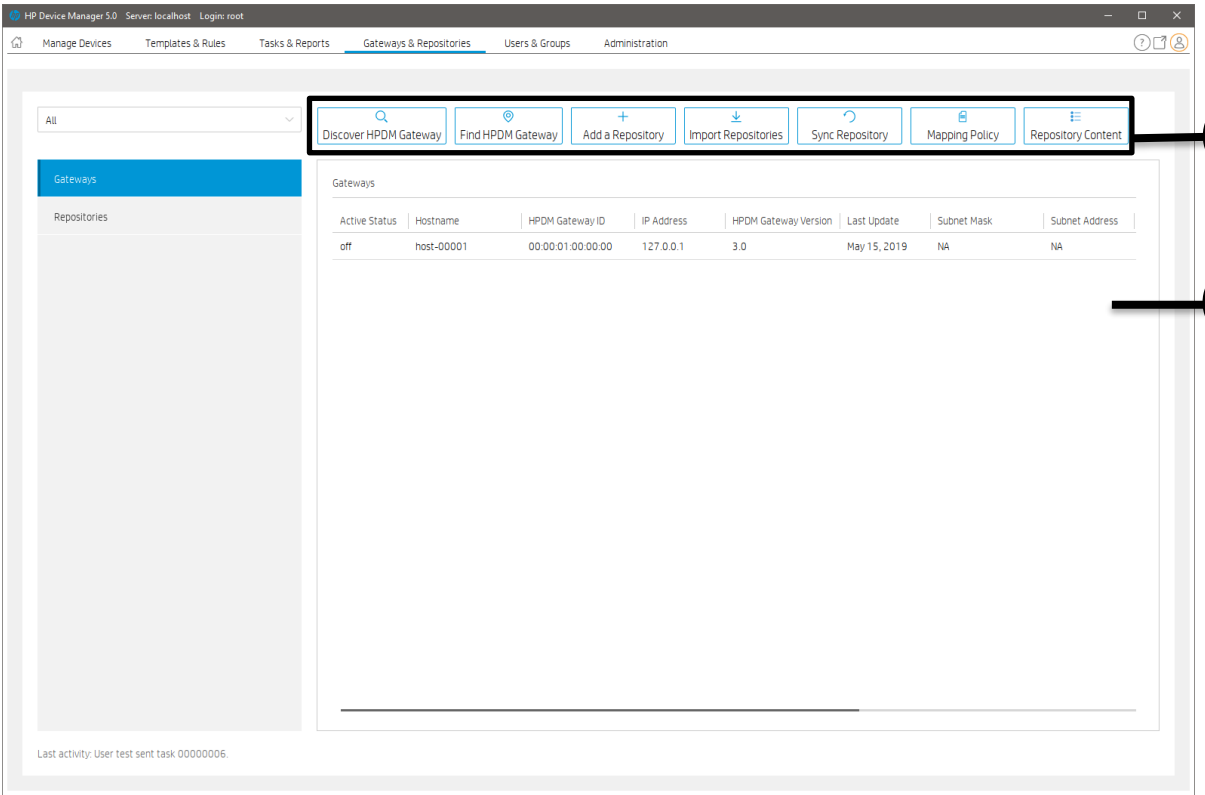 HP Device Manager 5.0 Server: localhost Login: root
Manage Devices Templates & Rules Tasks & Reports Gateways & Repositories Users & Groups Administration
All
Discover HPDM Gateway Find HPDM Gateway Add a Repository Import Repositories Sync Repository Mapping Policy Repository Content
Gateways
Repositories
Gateways
Active Status Hostname HPDM Gateway ID IP Address HPDM Gateway Version Last Update Subnet Mask Subnet Address
off host-00001 00:00:01:00:00:00 127.0.0.1 3.0 May 15, 2019 NA NA
Last activity: User test sent task 00000006.